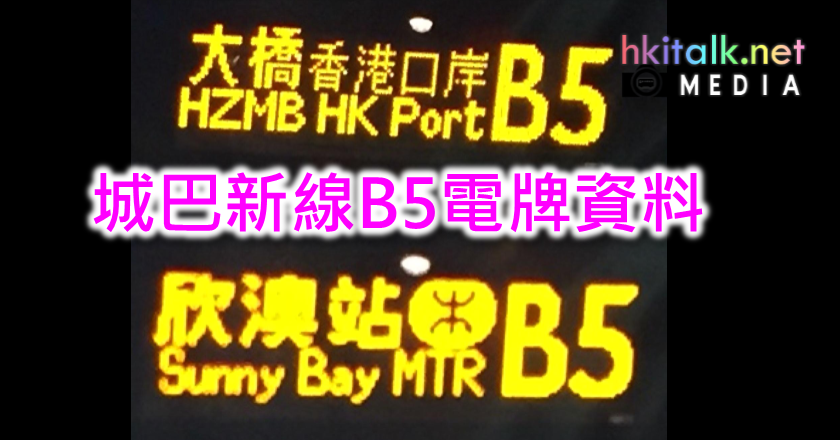 大橋香港口岸 B5
HZMB HK Port
hkitalk.net
MEDIA
城巴新線B5電牌資料
欣澳站 B5
Sunny Bay MTR